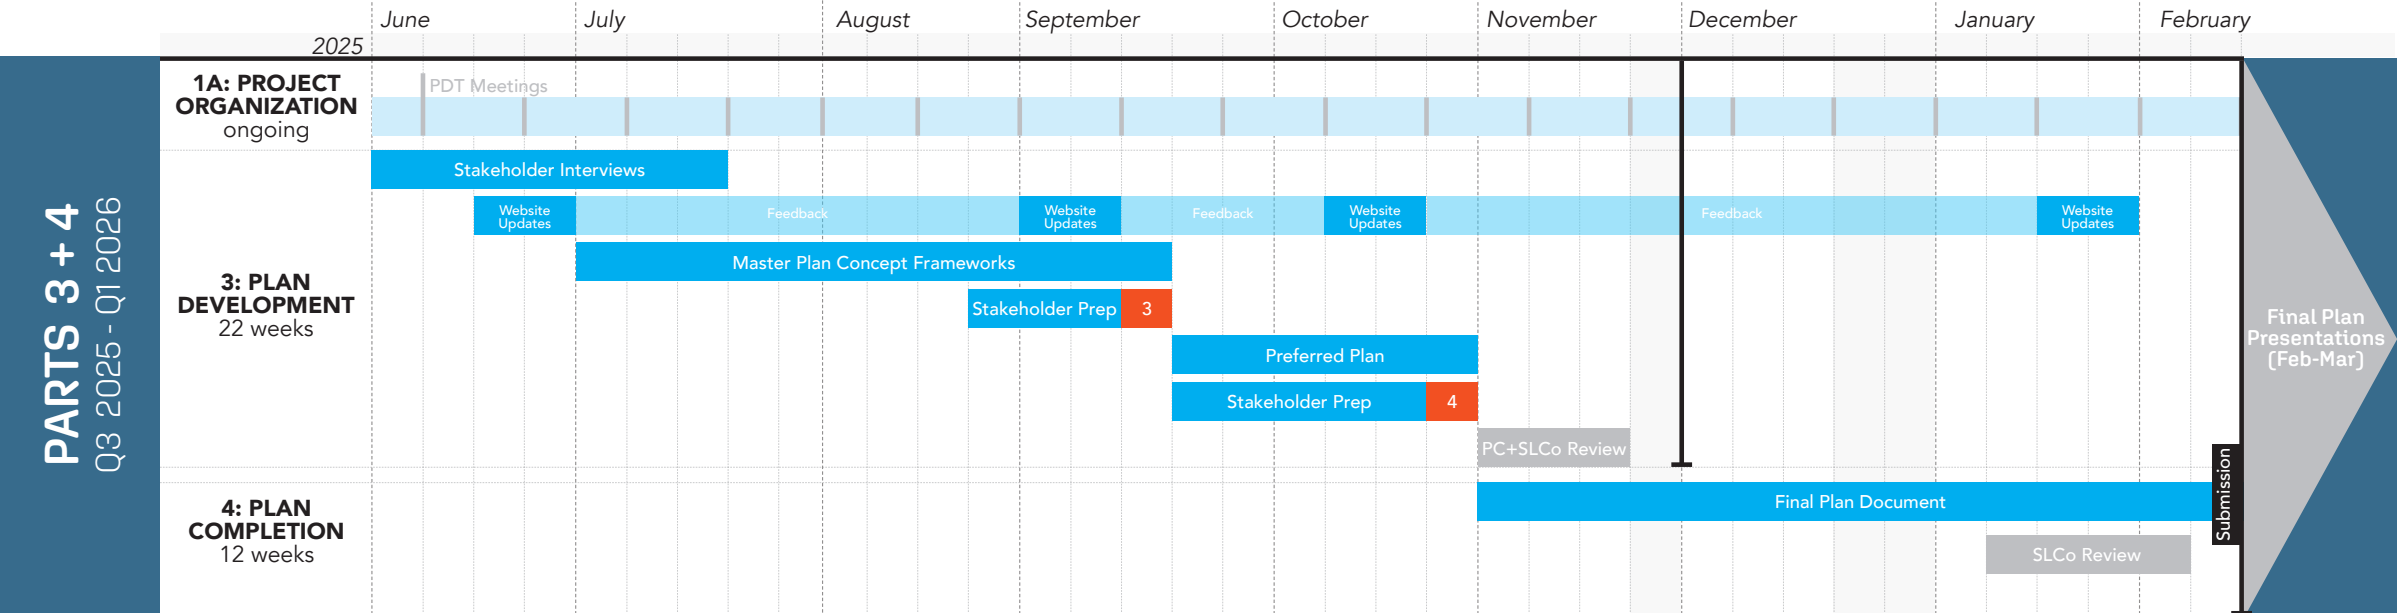 June
July
August
September
October
November
December
January
February
2025
PARTS 3 + 4
Q3 2025 - Q1 2026
1A: PROJECT
ORGANIZATION
ongoing
PDT Meetings
3: PLAN
DEVELOPMENT
22 weeks
Stakeholder Interviews
Website
Updates
Feedback
Website
Updates
Feedback
Website
Updates
Feedback
Website
Updates
Master Plan Concept Frameworks
Stakeholder Prep
3
Preferred Plan
Stakeholder Prep
4
PC+SLCo Review
4: PLAN
COMPLETION
12 weeks
Final Plan Document
SLCo Review
Submission
Final Plan
Presentations
(Feb-Mar)